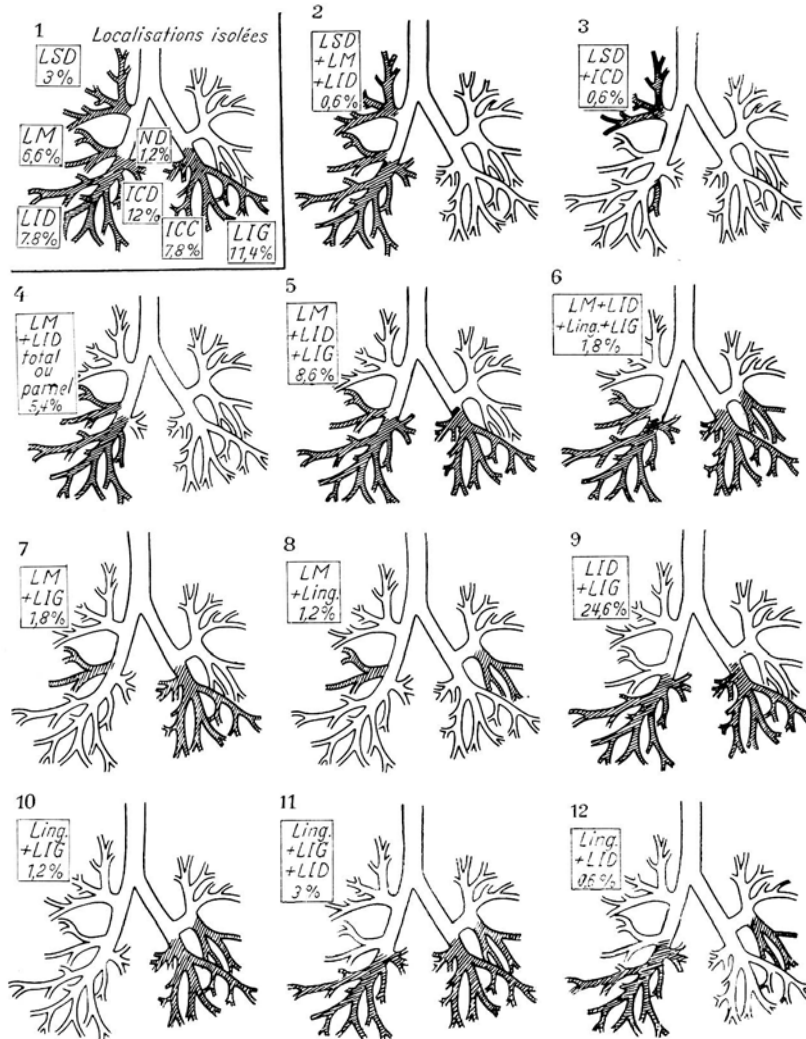 1
Localisations isolées
LSD
3%
LM
6,6%
ND
1,2%
LID
7.8%
ICD
12%
ICC
7,8%
LIG
11,4%
2
LSD
+LM
+LID
0,6%
3
LSD
+ICD
0,6%
4
LM
+LID
total
ou
parnel
5,4%
5
LM
+LID
+LIG
8,6%
6
LM+LID
+Ling.+LIG
1,8%
7
LM
+LIG
1,8%
8
LM
+Ling.
1,2%
9
LID
+LIG
24,6%
10
Ling.
+LIG
1,2%
11
Ling.
+LIG
+LID
3%
12
Ling.
+LID
0,6%